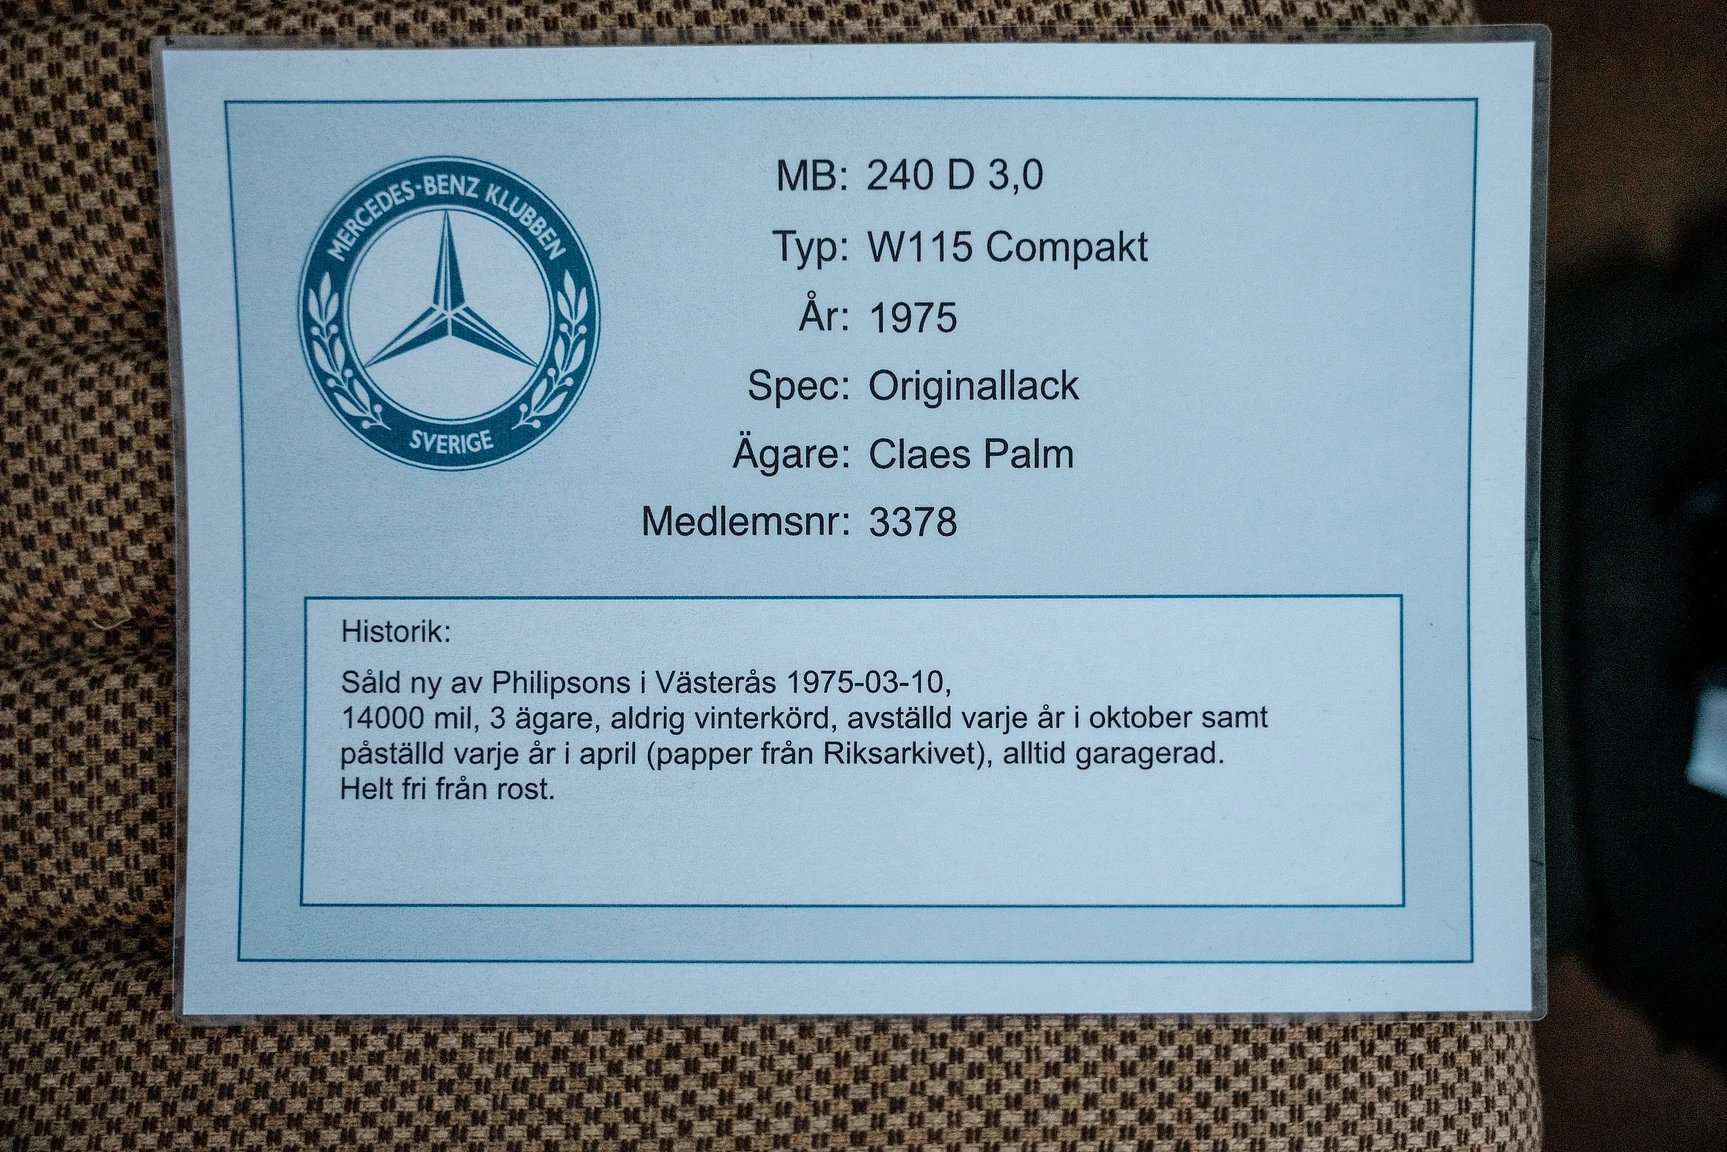 MERCEDES-BENZ KLUBBEN
SVERIGE
MB: 240 D 3,0
Typ: W115 Compakt
År: 1975
Spec: Originallack
Ägare: Claes Palm
Medlemsnr: 3378
Historik:
Såld ny av Philipsons i Västerås 1975-03-10,
14000 mil, 3 ägare, aldrig vinterkörd, avställd varje år i oktober samt
påställd varje år i april (papper från Riksarkivet), alltid garagerad.
Helt fri från rost.